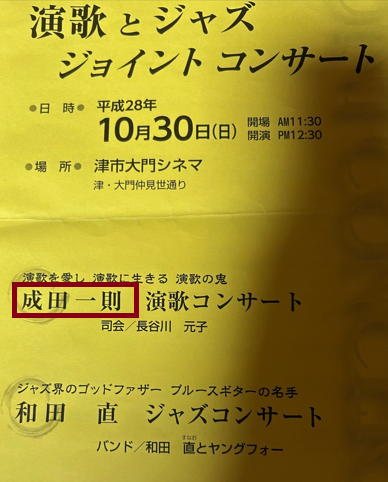 演歌とジャズ
ジョイント コンサート
●日 時● 平成28年
10月30日(日) 開場 AM11:30
開演 PM12:30
●場 所● 津市大門シネマ
津・大門仲見世通り
演歌を愛し 演歌に生きる 演歌の鬼
成田一則 演歌コンサート
司会/長谷川 元子
ジャズ界のゴッドファザー ブルースギターの名手
和田 直 ジャズコンサート
すなお
バンド/和田 直とヤングフォー